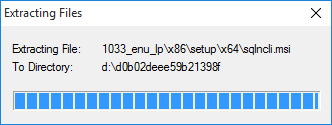 Extracting Files
Extracting File: 1033_enu_lp\x86\setup\x64\sqlncli.msi
To Directory: d:\d0b02deee59b21398f